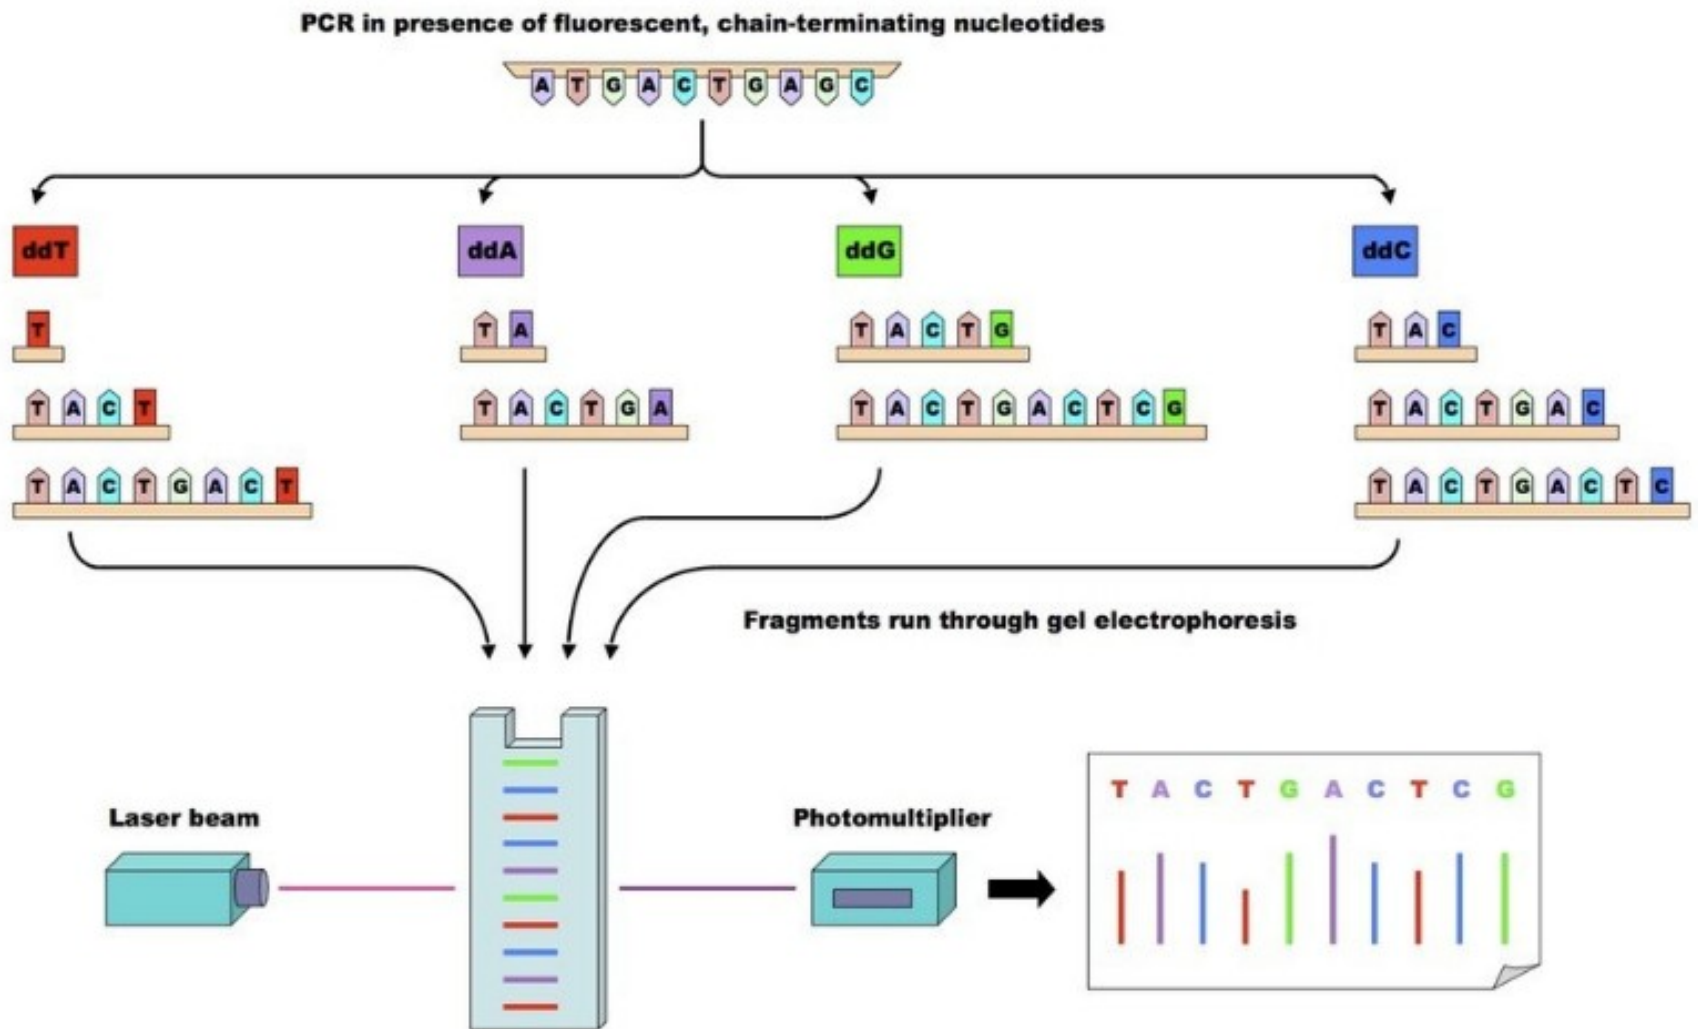 PCR in presence of fluorescent, chain-terminating nucleotides
A T G A C T G A G C
ddT
ddA
ddG
ddC
T
T A
T A C T G
T A C
T A C T
T A C T G A
T A C T G A C T C G
T A C T G A C
T A C T G A C T
T A C T G A C T C
Fragments run through gel electrophoresis
Laser beam
Photomultiplier
T A C T G A C T C G